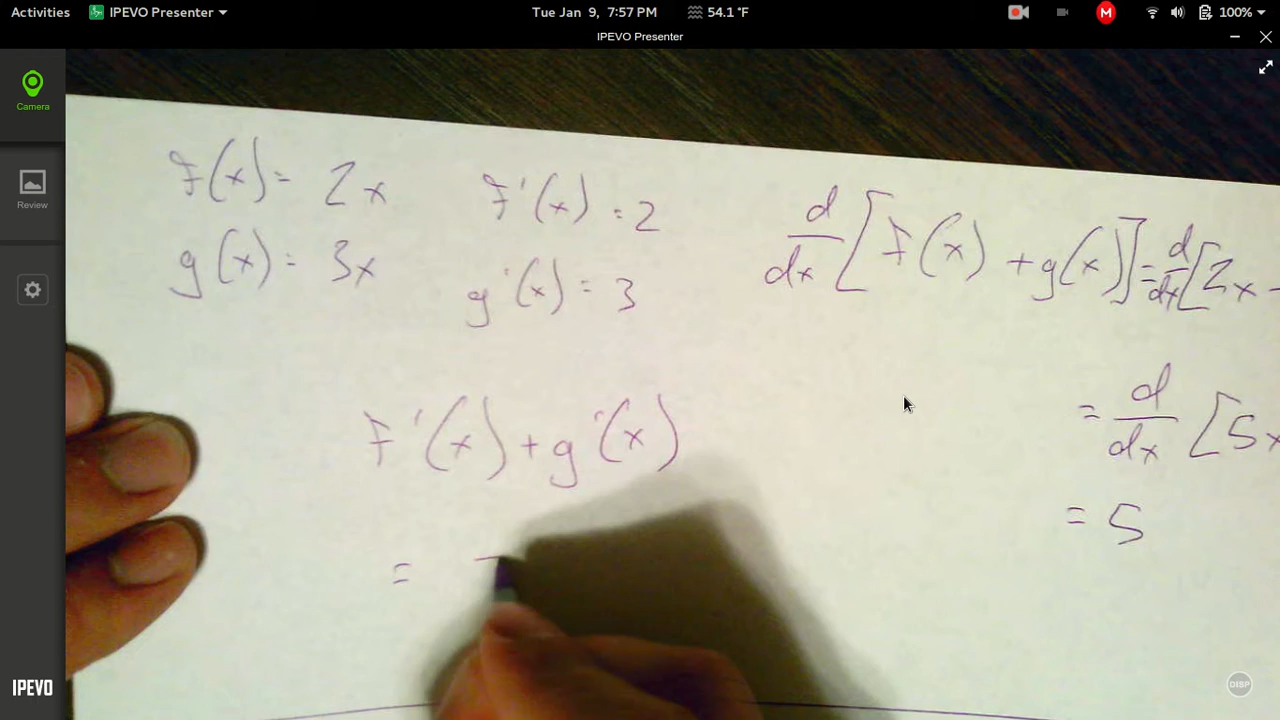 Activities IPEVO Presenter Tue Jan 9, 7:57 PM 54.1 °F M 100%
IPEVO Presenter
Camera
Review
f(x) = 2x f'(x) = 2
g(x) = 3x g'(x) = 3
f'(x) + g'(x)
=
d/dx [f(x) + g(x)] = d/dx [2x -
= d/dx [5x
= 5
IPEVO
DISP